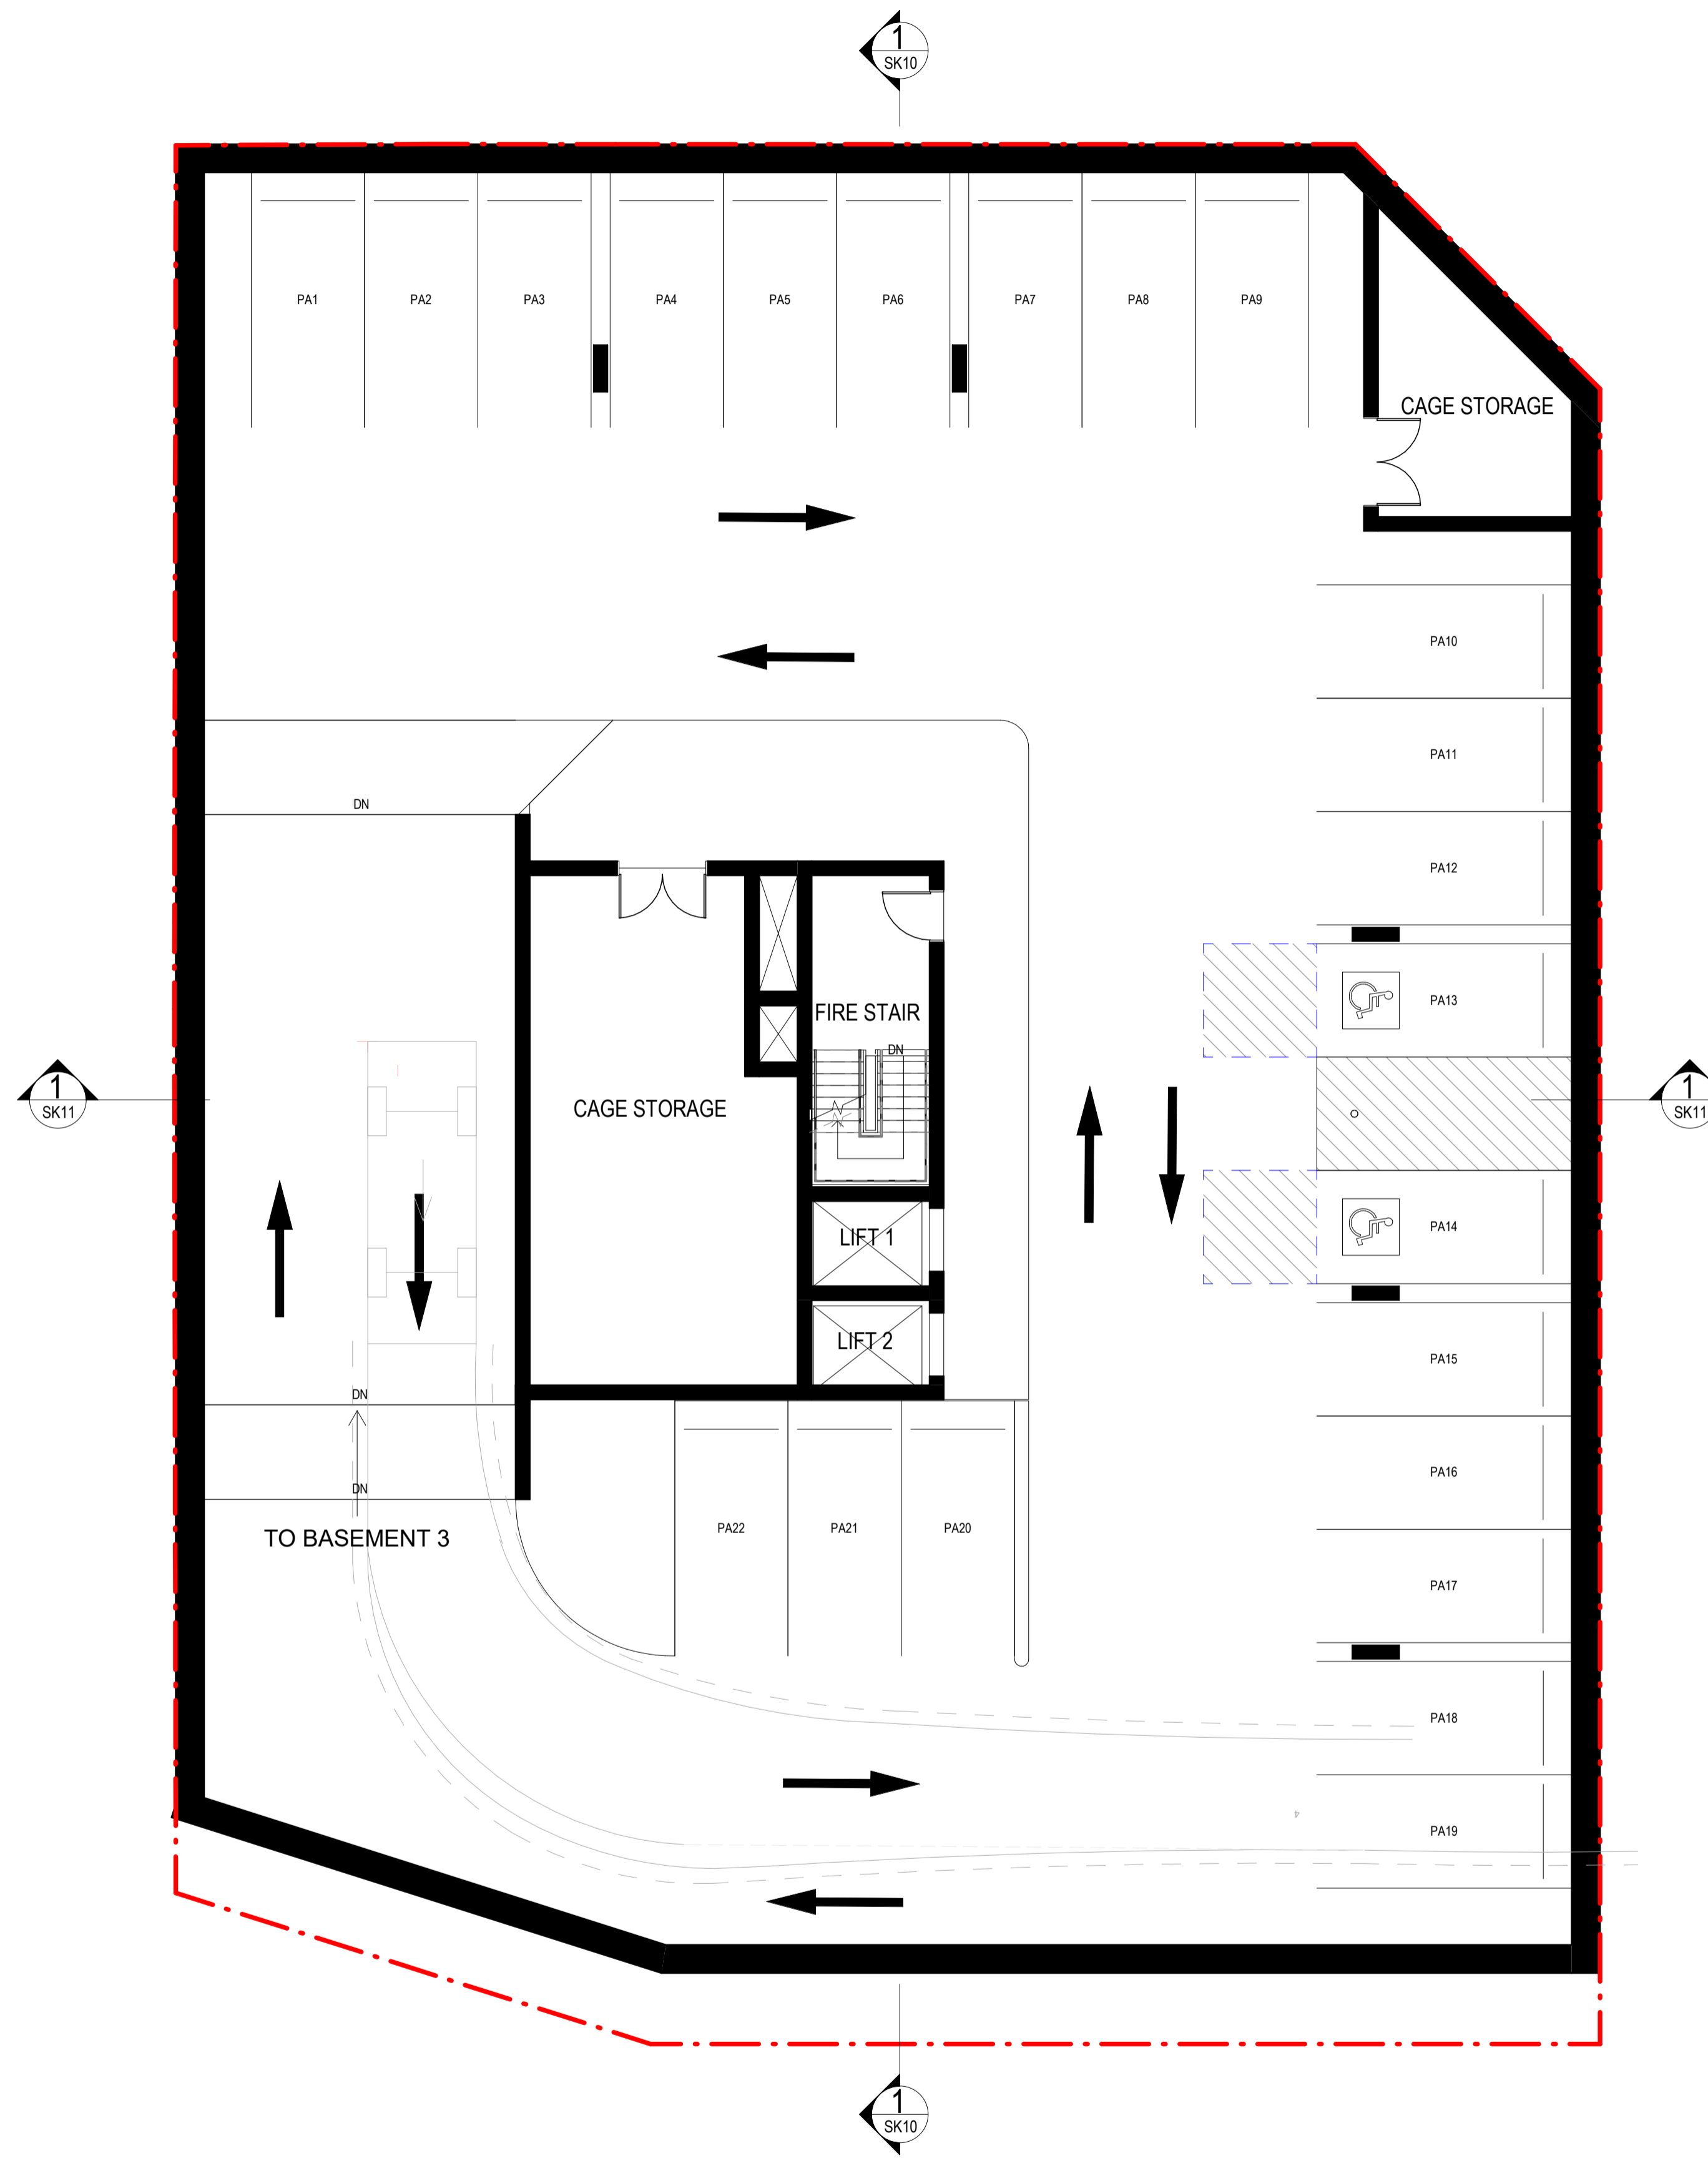 1
SK10
PA1
PA2
PA3
PA4
PA5
PA6
PA7
PA8
PA9
CAGE STORAGE
PA10
PA11
DN
PA12
PA13
FIRE STAIR
DN
1
SK11
CAGE STORAGE
1
SK11
PA14
LIFT 1
LIFT 2
PA15
DN
PA16
DN
TO BASEMENT 3
PA22
PA21
PA20
PA17
PA18
PA19
1
SK10